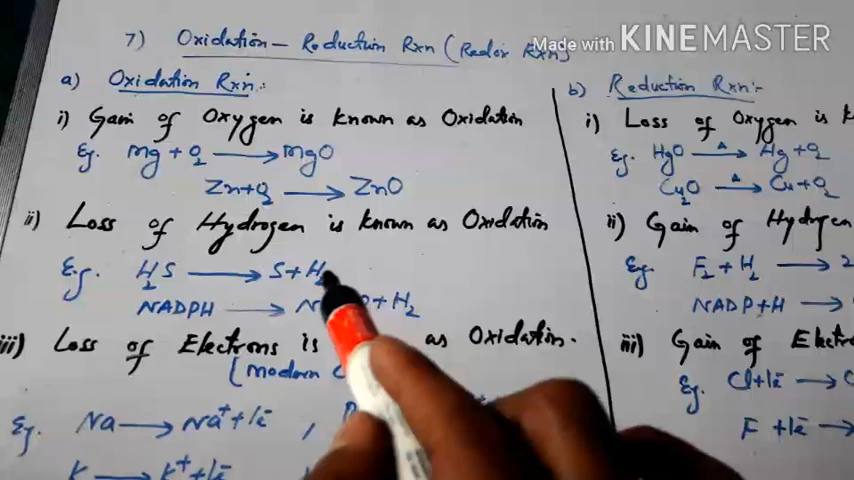 7) Oxidation - Reduction Rxn (Redox Rxn)
Made with KINEMASTER
a) Oxidation Rxn:
i) Gain of Oxygen is known as Oxidation
Eg. Mg + O2 → MgO
Zn + O2 → ZnO
ii) Loss of Hydrogen is known as Oxidation
Eg. H2S → S + H2
NADPH → + H2
iii) Loss of Electrons is as Oxidation.
(Modern
Eg. Na → Na+ + 1e- ,
K → K+ + 1e-
b) Reduction Rxn:-
i) Loss of Oxygen is
Eg. HgO Δ→ Hg + O2
Cu2O Δ→ Cu + O2
ii) Gain of Hydrogen
Eg. F2 + H2 → 2
NADP + H →
iii) Gain of
Eg. Cl + 1e- →
F + 1e- →